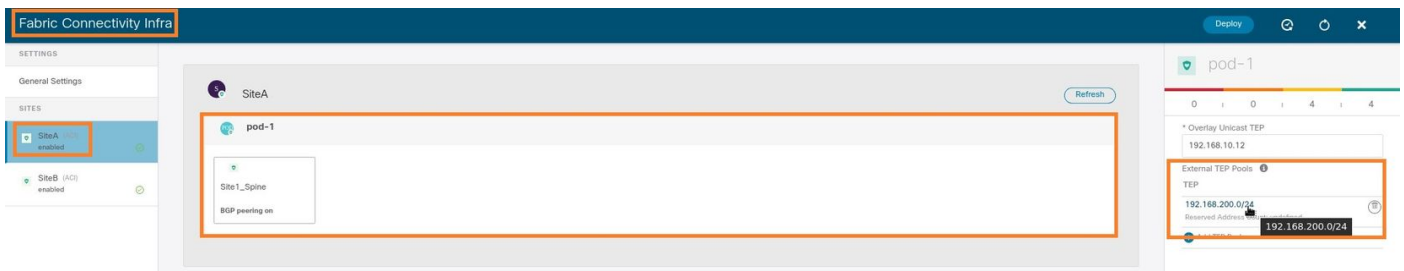 Fabric Connectivity Infra
Deploy
SETTINGS
General Settings
SITES
SiteA (ACI)
enabled
SiteB (ACI)
enabled
S
SiteA
Refresh
pod-1
Site1_Spine
BGP peering on
pod-1
0 0 4 4
* Overlay Unicast TEP
192.168.10.12
External TEP Pools
TEP
192.168.200.0/24
Reserved Address
192.168.200.0/24